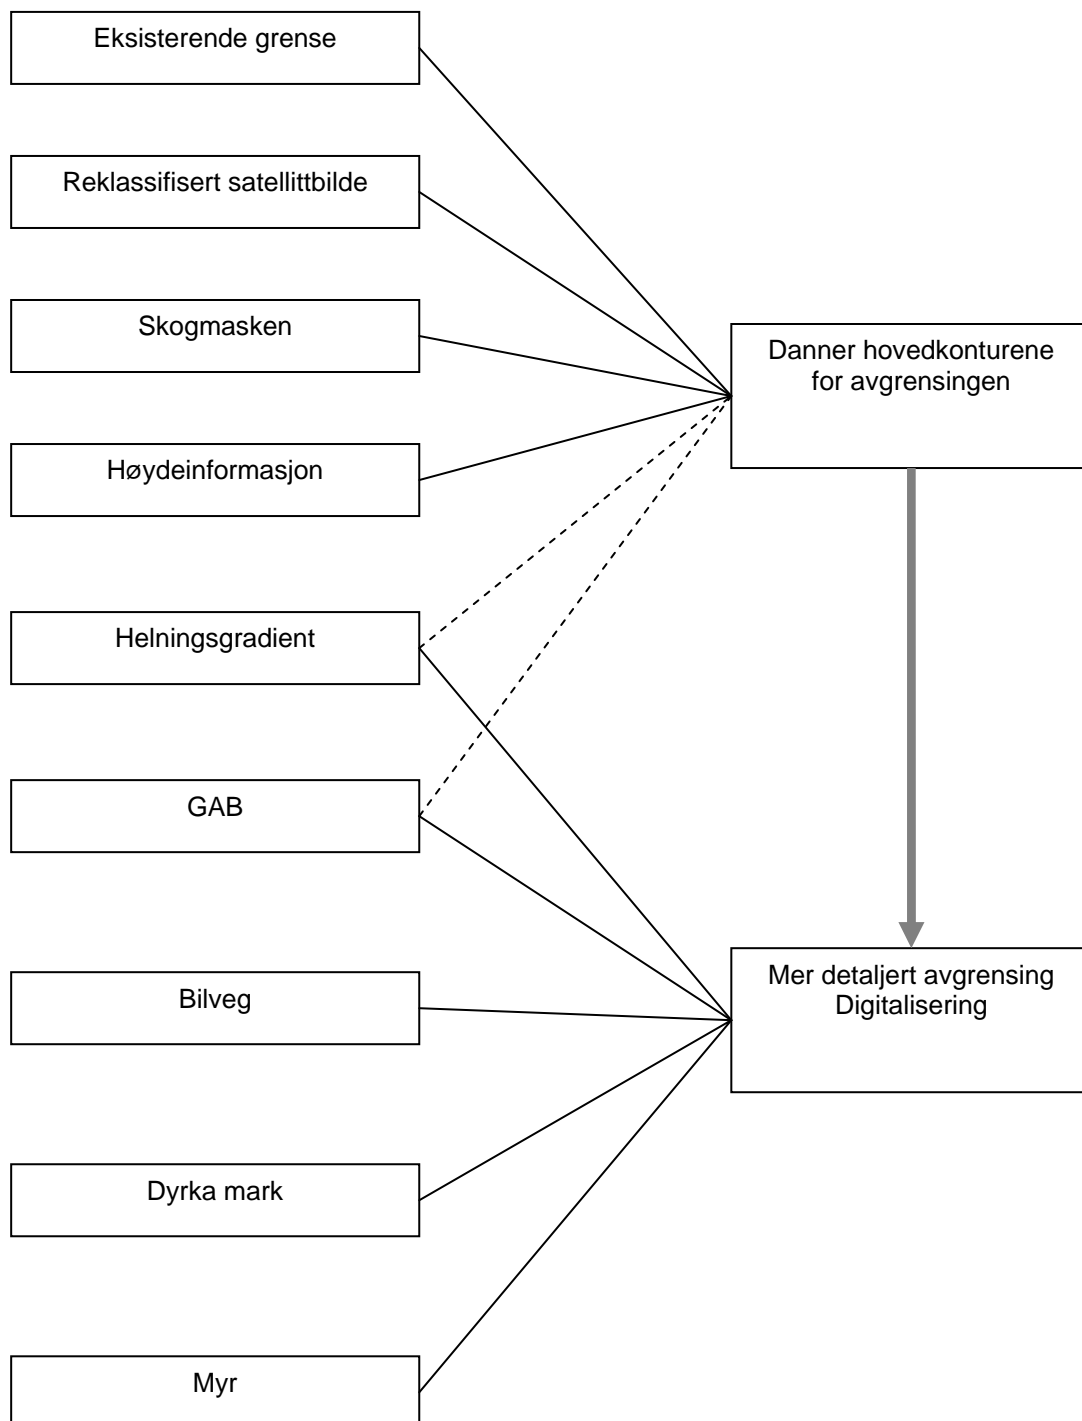 Eksisterende grense
Reklassifisert satellittbilde
Skogmasken
Danner hovedkonturene
for avgrensingen
Høydeinformasjon
Helningsgradient
GAB
Bilveg
Mer detaljert avgrensing
Digitalisering
Dyrka mark
Myr